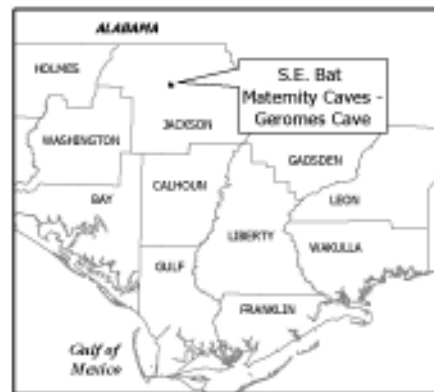 ALABAMA
HOLMES
S.E. Bat
Maternity Caves -
Geromes Cave
JACKSON
WASHINGTON
GADSDEN
CALHOUN
BAY
LEON
LIBERTY
WAKULLA
GULF
FRANKLIN
Gulf of
Mexico